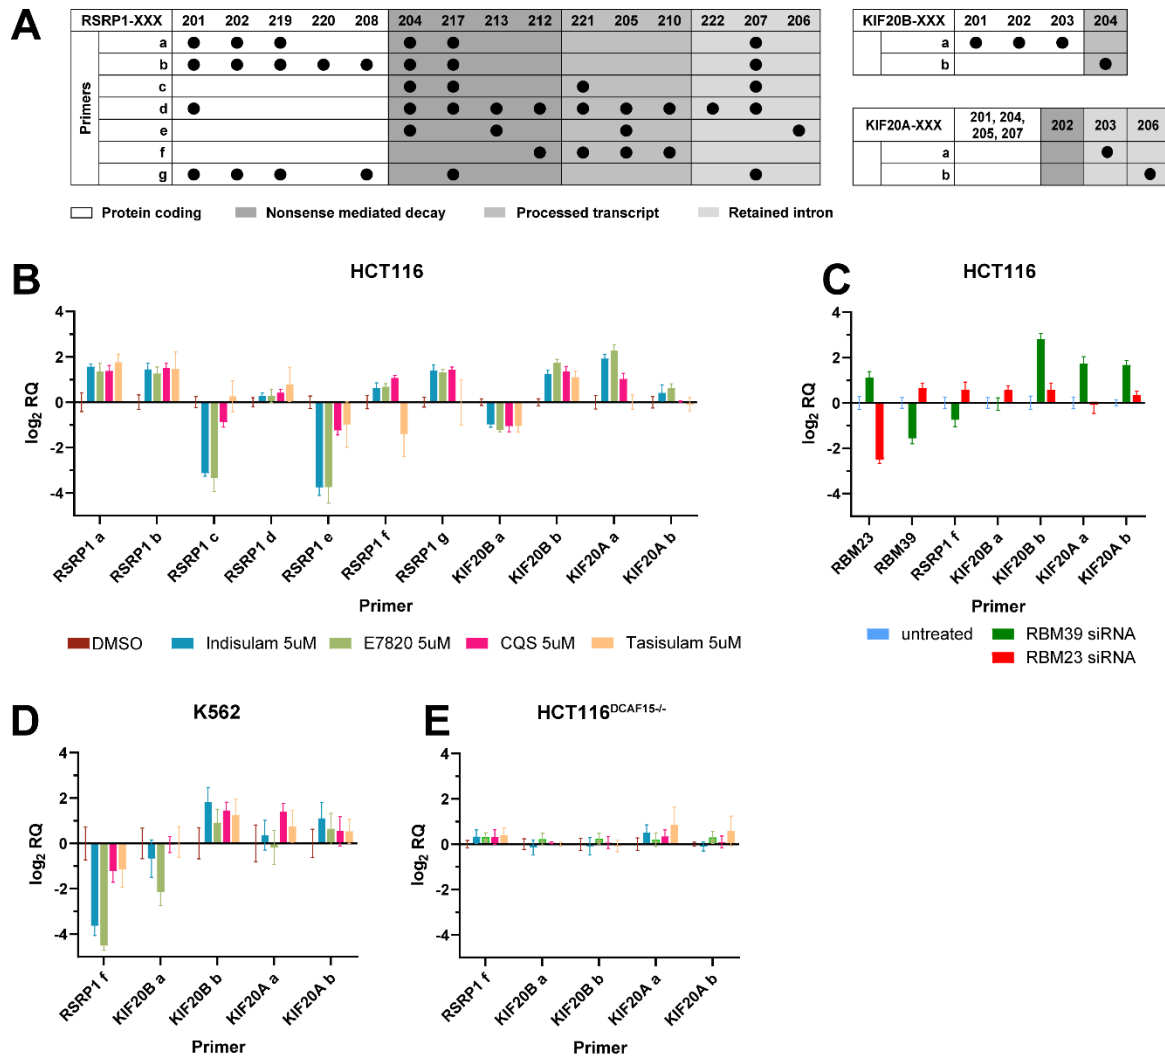 A
RSRP1-XXX 201 202 219 220 208 204 217 213 212 221 205 210 222 207 206
Primers
a
b
c
d
e
f
g
Protein coding Nonsense mediated decay Processed transcript Retained intron
KIF20B-XXX 201 202 203 204
a
b
KIF20A-XXX 201, 204, 205, 207 202 203 206
a
b
B
HCT116
log2 RQ
4
2
0
-2
-4
RSRP1 a RSRP1 b RSRP1 c RSRP1 d RSRP1 e RSRP1 f RSRP1 g KIF20B a KIF20B b KIF20A a KIF20A b
Primer
DMSO Indisulam 5uM E7820 5uM CQS 5uM Tasisulam 5uM
C
HCT116
log2 RQ
4
2
0
-2
-4
RBM23 RBM39 RSRP1 f KIF20B a KIF20B b KIF20A a KIF20A b
Primer
untreated RBM39 siRNA
RBM23 siRNA
D
K562
log2 RQ
4
2
0
-2
-4
RSRP1 f KIF20B a KIF20B b KIF20A a KIF20A b
Primer
E
HCT116DCAF15-/-
log2 RQ
4
2
0
-2
-4
RSRP1 f KIF20B a KIF20B b KIF20A a KIF20A b
Primer